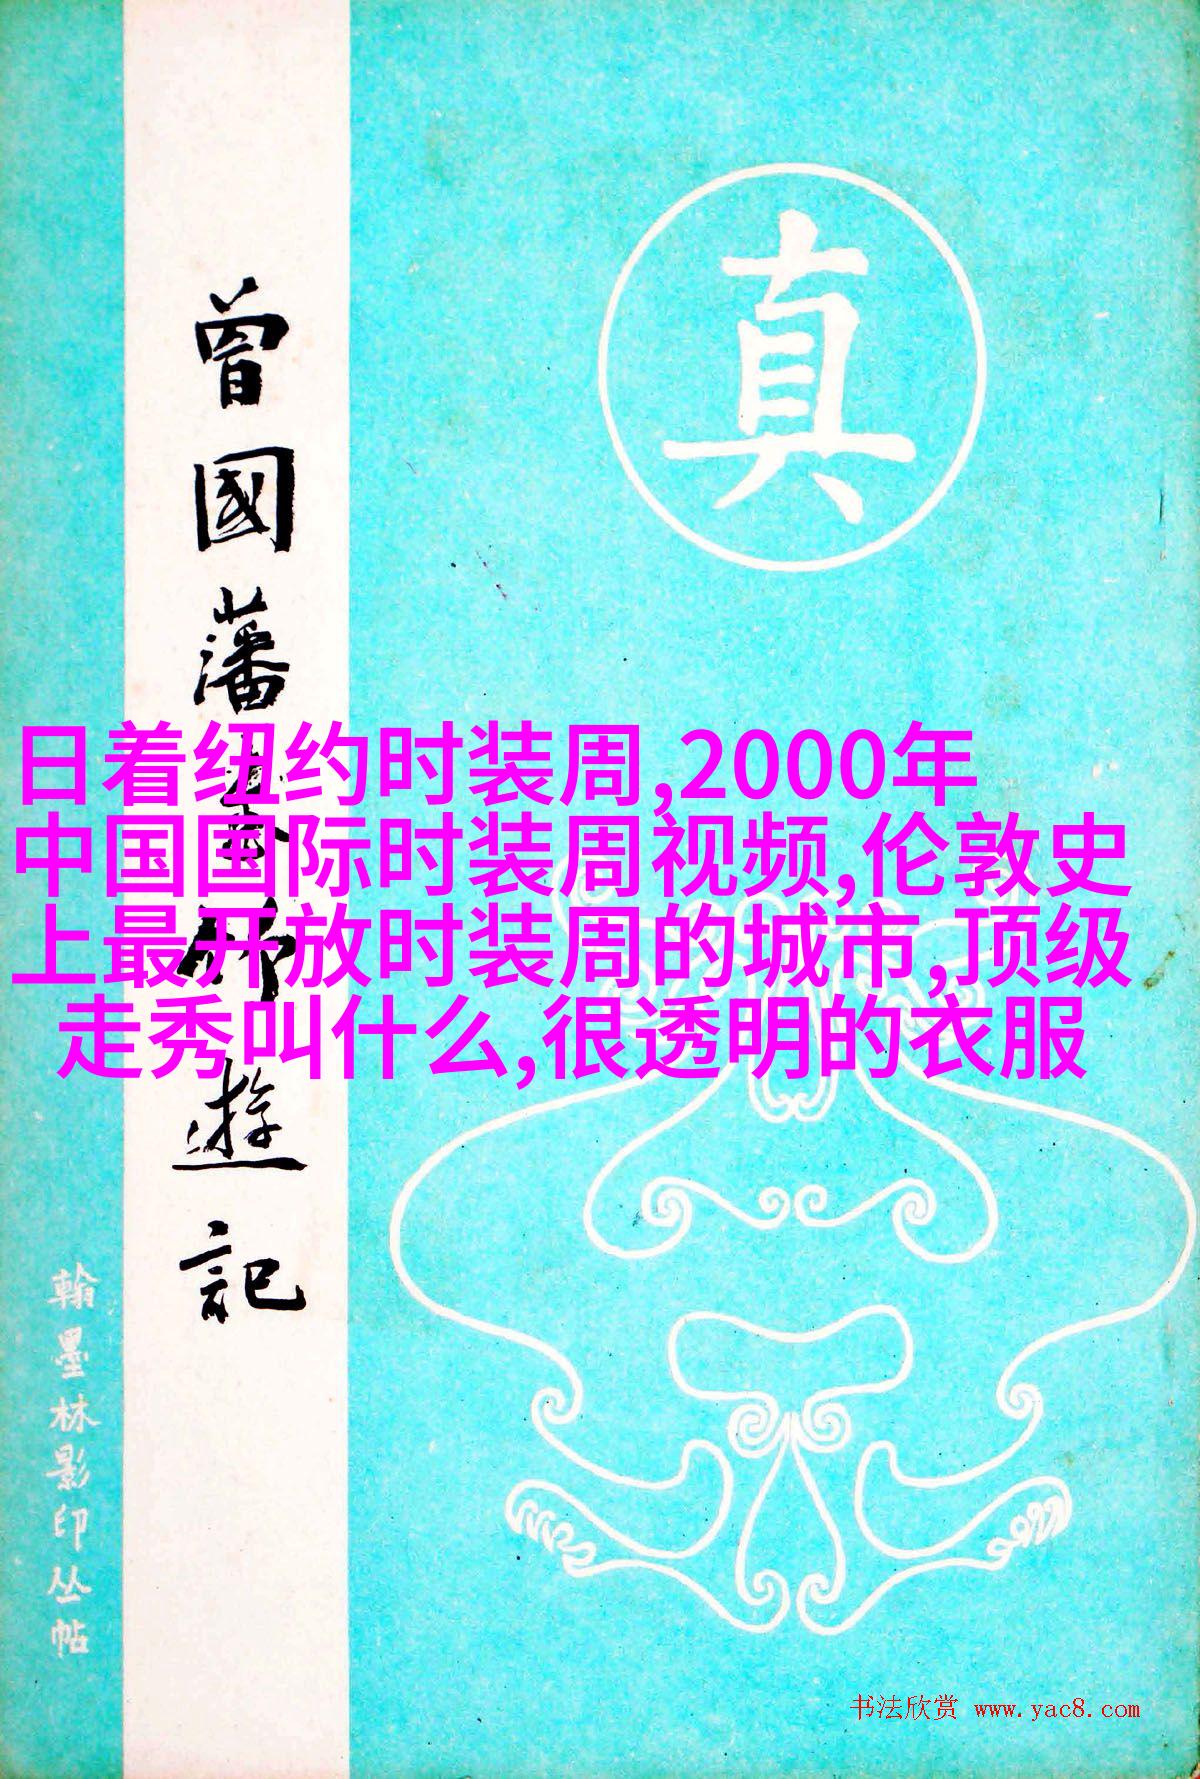 真
曾國藩遊記
日着纽约时装周,2000年
中国国际时装周视频,伦敦史
上最开放时装周的城市,顶级
走秀叫什么,很透明的衣服
翰墨林影印丛帖
书法欣赏 www.yac8.com